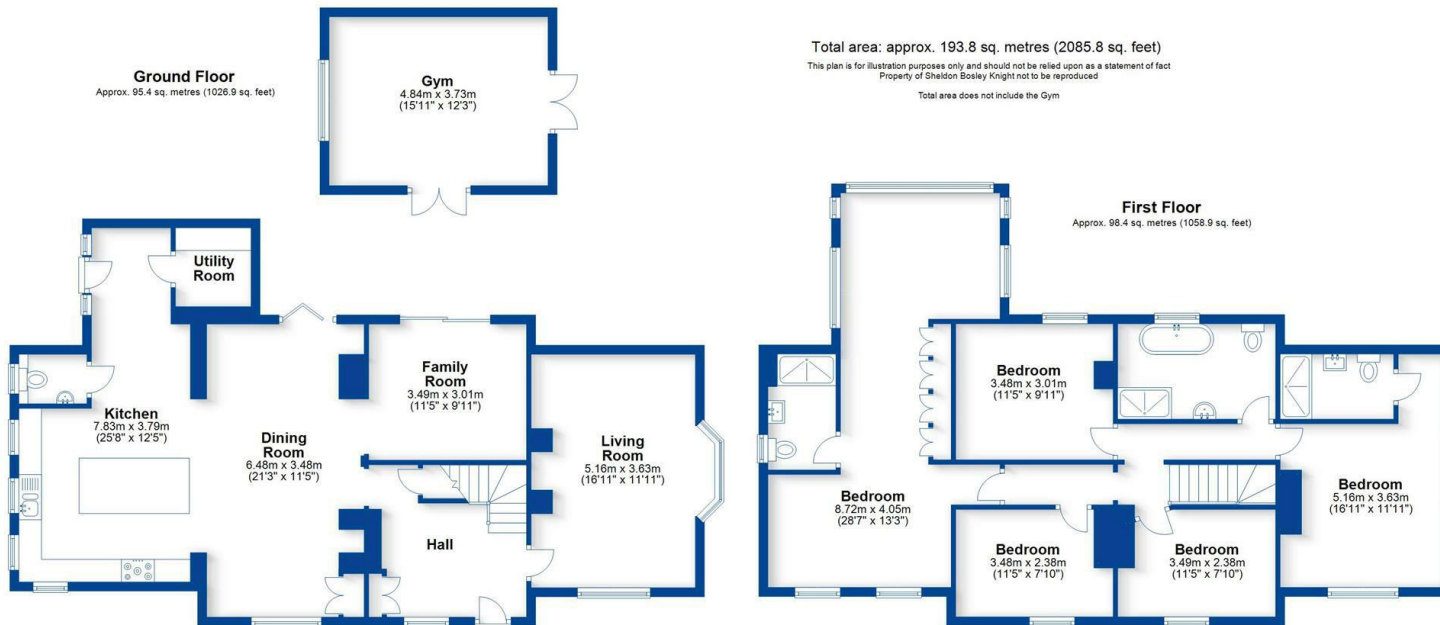 Ground Floor
Approx. 95.4 sq. metres (1026.9 sq. feet)
Gym
4.84m x 3.73m
(15'11" x 12'3")
Utility
Room
Kitchen
7.83m x 3.79m
(25'8" x 12'5")
Dining
Room
6.48m x 3.48m
(21'3" x 11'5")
Family
Room
3.49m x 3.01m
(11'5" x 9'11")
Hall
Living
Room
5.16m x 3.63m
(16'11" x 11'11")
Total area: approx. 193.8 sq. metres (2085.8 sq. feet)
This plan is for illustration purposes only and should not be relied upon as a statement of fact
Property of Sheldon Bosley Knight not to be reproduced
Total area does not include the Gym
First Floor
Approx. 98.4 sq. metres (1058.9 sq. feet)
Bedroom
3.48m x 3.01m
(11'5" x 9'11")
Bedroom
8.72m x 4.05m
(28'7" x 13'3")
Bedroom
3.48m x 2.38m
(11'5" x 7'10")
Bedroom
3.49m x 2.38m
(11'5" x 7'10")
Bedroom
5.16m x 3.63m
(16'11" x 11'11")